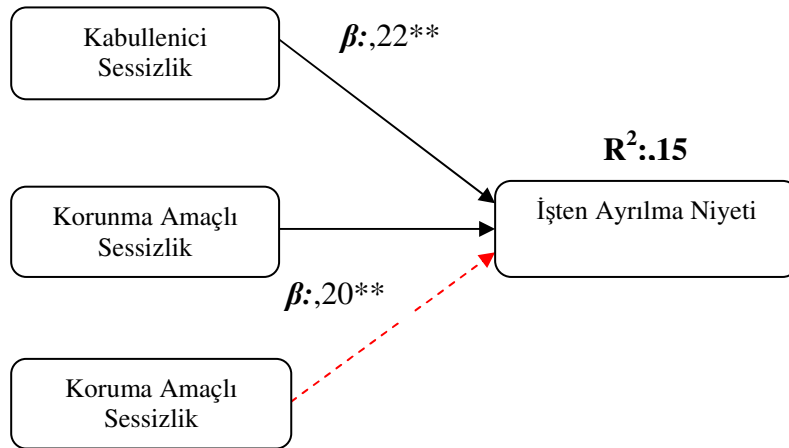 Kabullenici
Sessizlik
β:,22**
R²:.15
Korunma Amaçlı
Sessizlik
İşten Ayrılma Niyeti
β:,20**
Koruma Amaçlı
Sessizlik